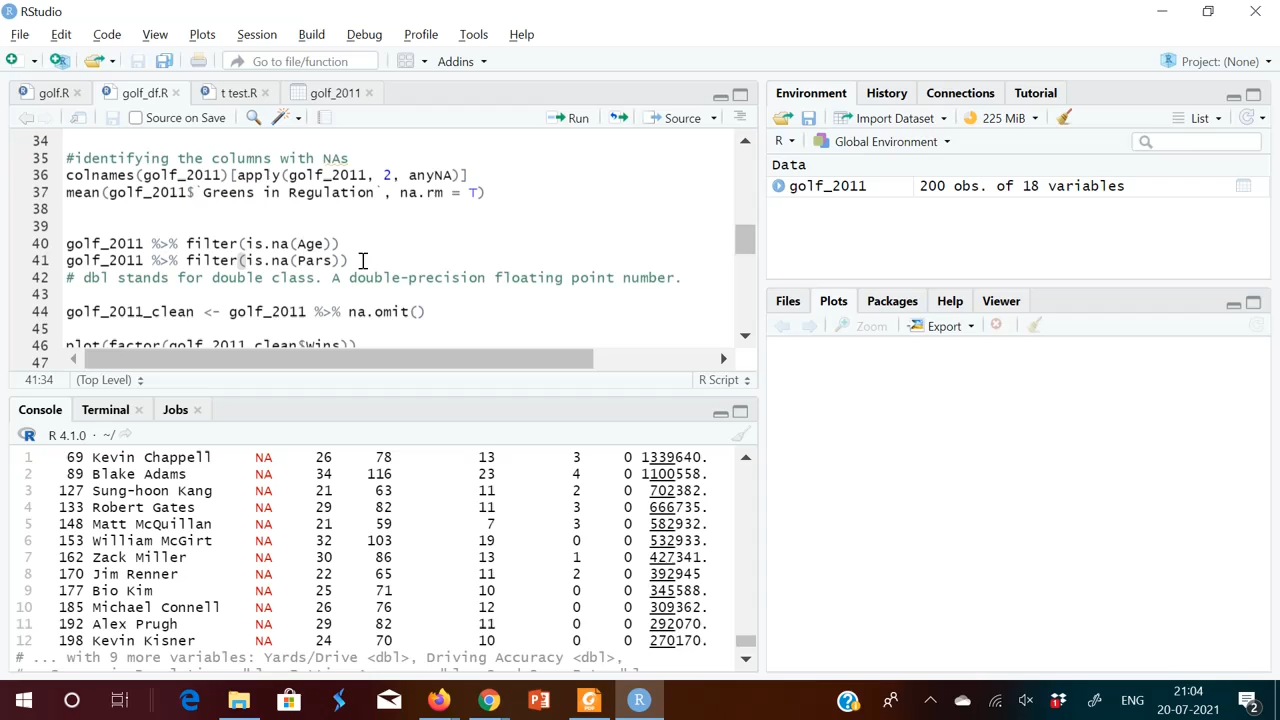 RStudio
File Edit Code View Plots Session Build Debug Profile Tools Help
Go to file/function Addins Project: (None)
golf.R golf_df.R t test.R golf_2011
Source on Save Run Source
34
35 #identifying the columns with NAs
36 colnames(golf_2011)[apply(golf_2011, 2, anyNA)]
37 mean(golf_2011$`Greens in Regulation`, na.rm = T)
38
39
40 golf_2011 %>% filter(is.na(Age))
41 golf_2011 %>% filter(is.na(Pars))
42 # dbl stands for double class. A double-precision floating point number.
43
44 golf_2011_clean <- golf_2011 %>% na.omit()
45
46 plot(factor(golf_2011_clean$Wins))
47
41:34 (Top Level) R Script
Console Terminal Jobs
R 4.1.0 · ~/
1 69 Kevin Chappell NA 26 78 13 3 0 1339640.
2 89 Blake Adams NA 34 116 23 4 0 1100558.
3 127 Sung-hoon Kang NA 21 63 11 2 0 702382.
4 133 Robert Gates NA 29 82 11 3 0 666735.
5 148 Matt McQuillan NA 21 59 7 3 0 582932.
6 153 William McGirt NA 32 103 19 0 0 532933.
7 162 Zack Miller NA 30 86 13 1 0 427341.
8 170 Jim Renner NA 22 65 11 2 0 392945
9 177 Bio Kim NA 25 71 10 0 0 345588.
10 185 Michael Connell NA 26 76 12 0 0 309362.
11 192 Alex Prugh NA 29 82 11 0 0 292070.
12 198 Kevin Kisner NA 24 70 10 0 0 270170.
# ... with 9 more variables: Yards/Drive <dbl>, Driving Accuracy <dbl>,
Environment History Connections Tutorial
Import Dataset 225 MiB List
R Global Environment
Data
golf_2011 200 obs. of 18 variables
Files Plots Packages Help Viewer
Zoom Export
ENG 21:04
20-07-2021 2